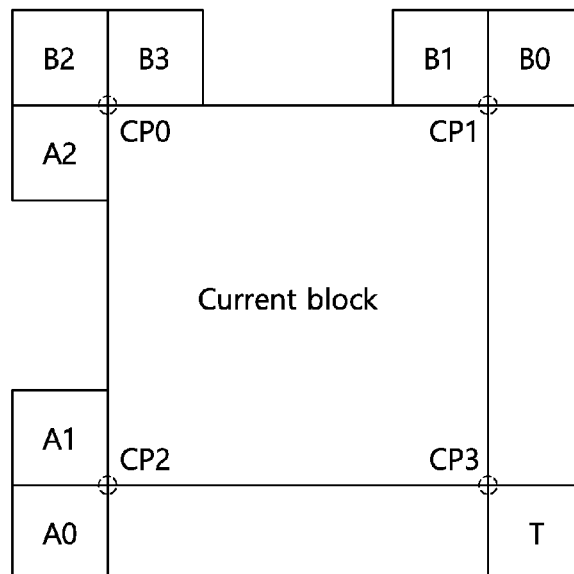 B2 B3 B1 B0
CP0 CP1
A2
Current block
A1
CP2 CP3
A0 T